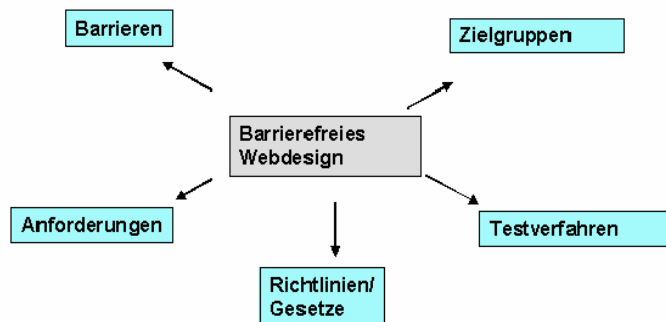 Barrieren
Zielgruppen
Barrierefreies
Webdesign
Anforderungen
Testverfahren
Richtlinien/
Gesetze